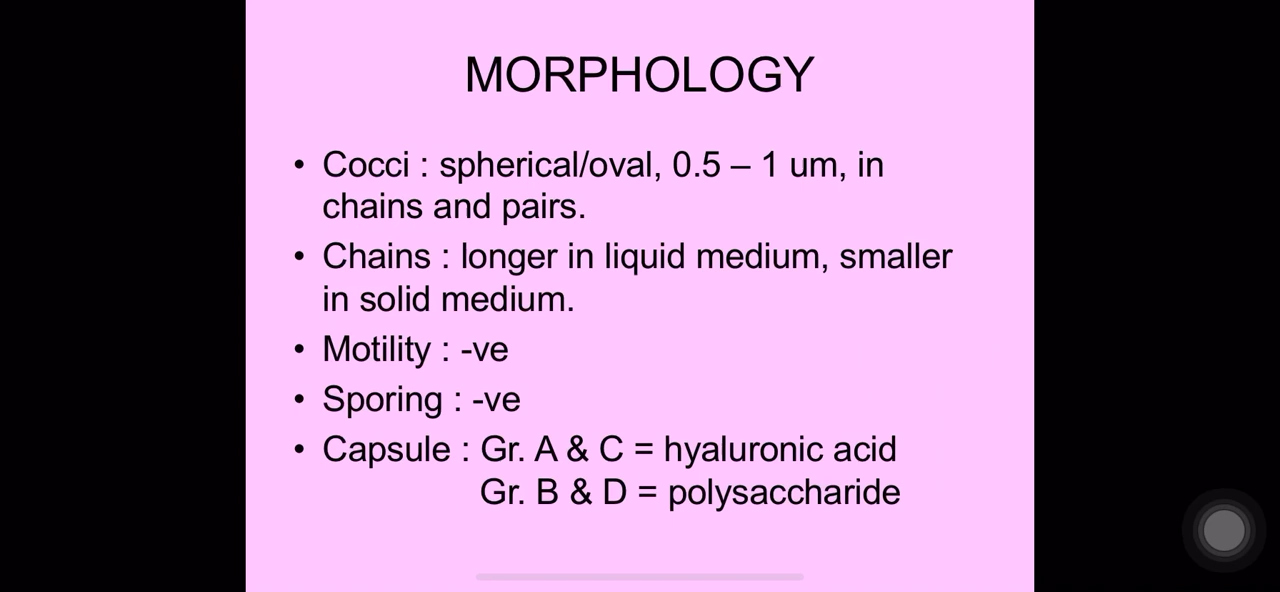 MORPHOLOGY
• Cocci : spherical/oval, 0.5 – 1 um, in
chains and pairs.
• Chains : longer in liquid medium, smaller
in solid medium.
• Motility : -ve
• Sporing : -ve
• Capsule : Gr. A & C = hyaluronic acid
Gr. B & D = polysaccharide